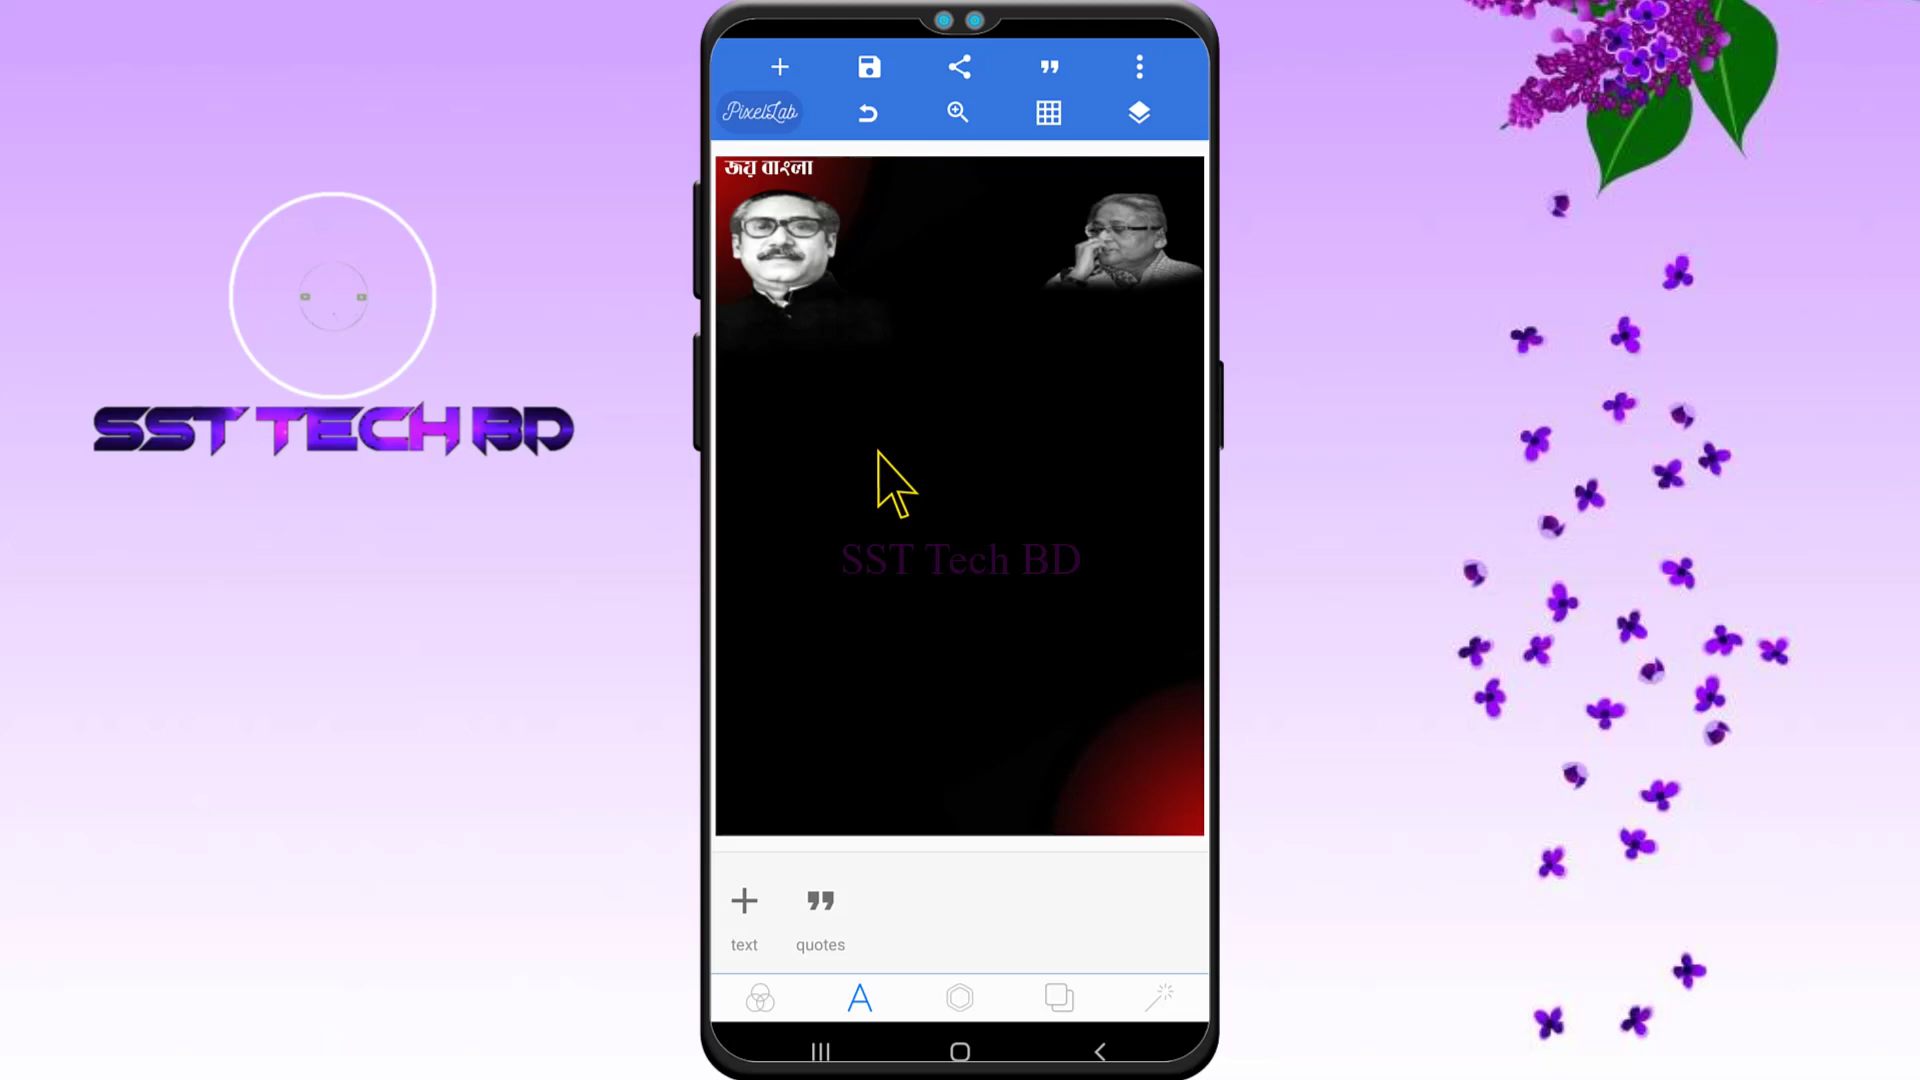 PixelLab
জয় বাংলা
SST TECH BD
SST Tech BD
text
quotes